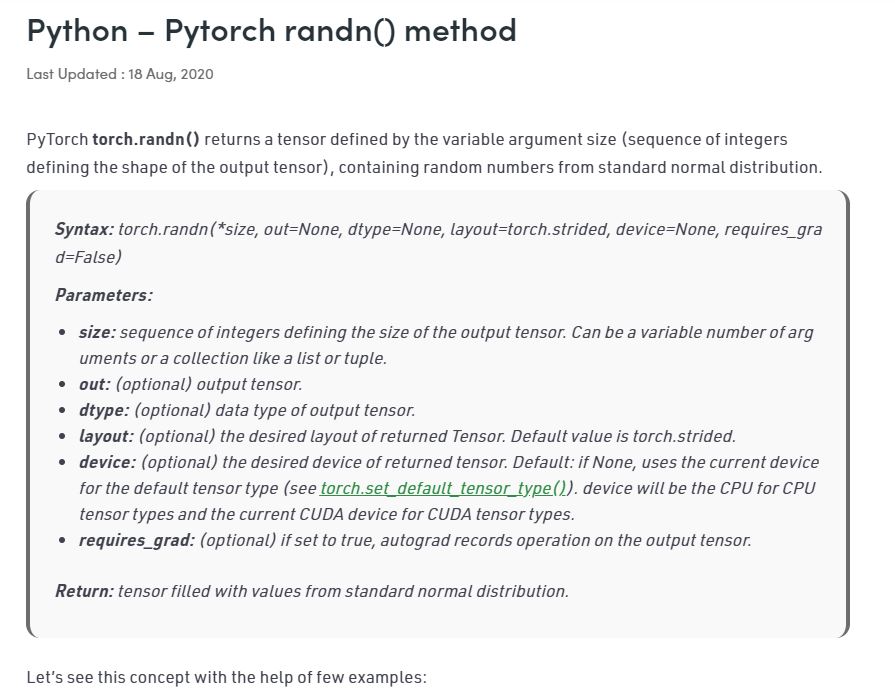 Python – Pytorch randn() method
Last Updated : 18 Aug, 2020
PyTorch torch.randn() returns a tensor defined by the variable argument size (sequence of integers
defining the shape of the output tensor), containing random numbers from standard normal distribution.
Syntax: torch.randn(*size, out=None, dtype=None, layout=torch.strided, device=None, requires_gra
d=False)
Parameters:
• size: sequence of integers defining the size of the output tensor. Can be a variable number of arg
uments or a collection like a list or tuple.
• out: (optional) output tensor.
• dtype: (optional) data type of output tensor.
• layout: (optional) the desired layout of returned Tensor. Default value is torch.strided.
• device: (optional) the desired device of returned tensor. Default: if None, uses the current device
for the default tensor type (see torch.set_default_tensor_type()). device will be the CPU for CPU
tensor types and the current CUDA device for CUDA tensor types.
• requires_grad: (optional) if set to true, autograd records operation on the output tensor.
Return: tensor filled with values from standard normal distribution.
Let's see this concept with the help of few examples: